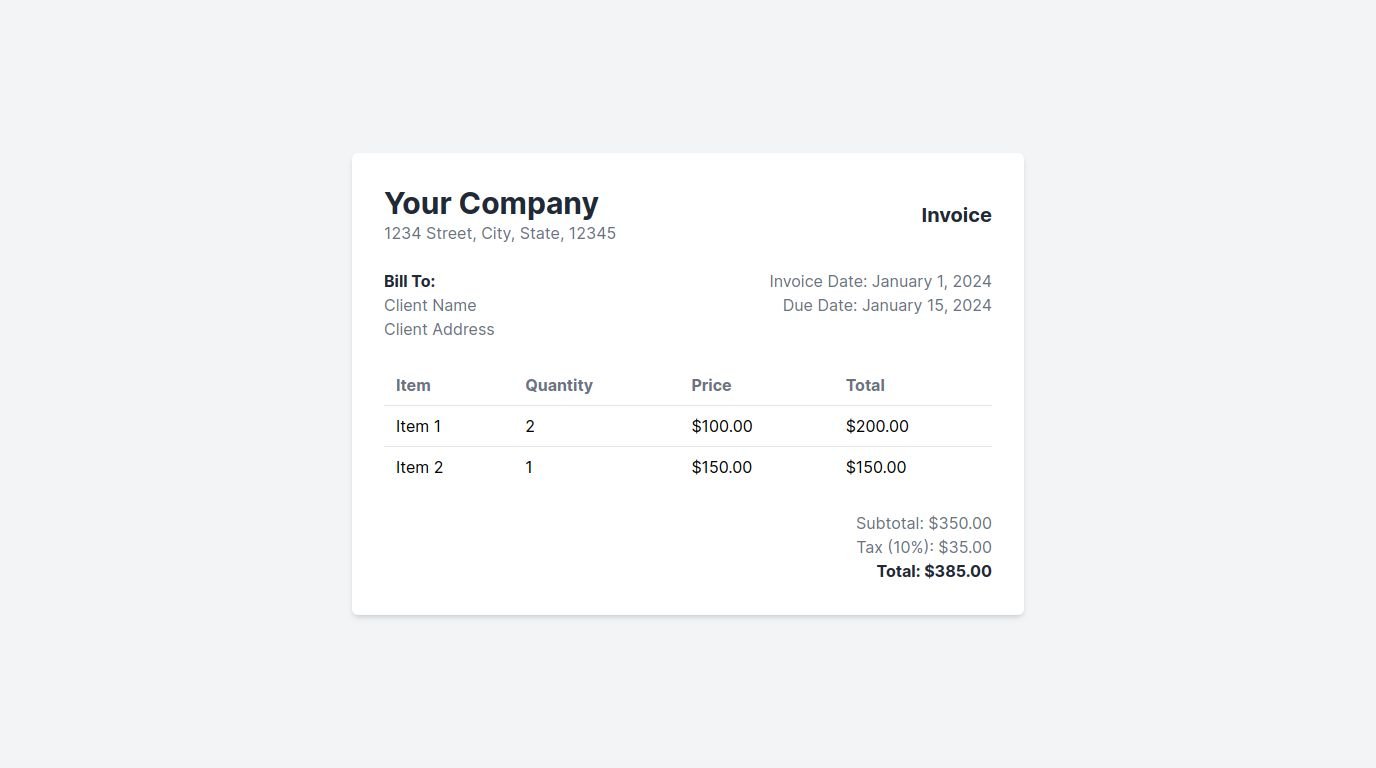 Your Company
1234 Street, City, State, 12345
Invoice
Bill To:
Client Name
Client Address
Invoice Date: January 1, 2024
Due Date: January 15, 2024
Item Quantity Price Total
Item 1 2 $100.00 $200.00
Item 2 1 $150.00 $150.00
Subtotal: $350.00
Tax (10%): $35.00
Total: $385.00